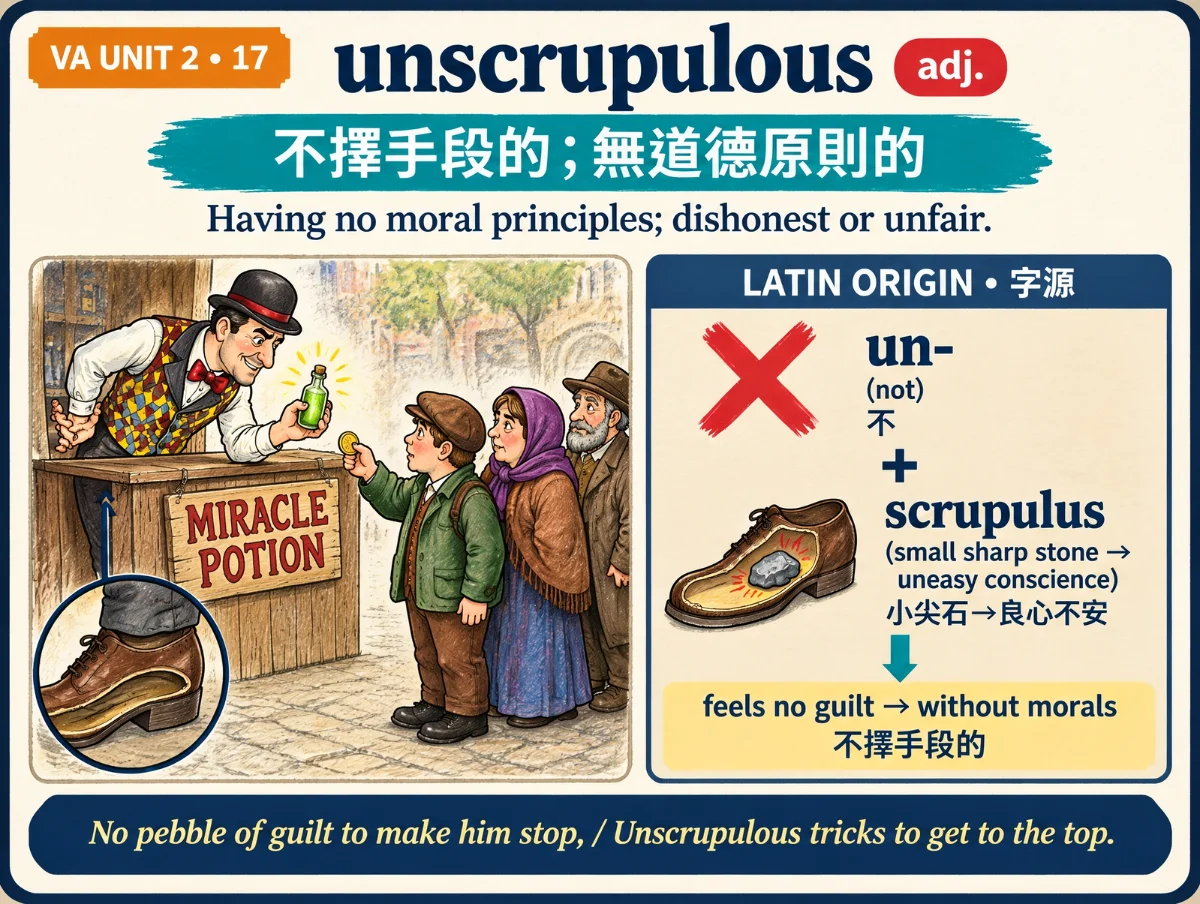 VA UNIT 2 • 17
unscrupulous
adj.
不擇手段的；無道德原則的
Having no moral principles; dishonest or unfair.
MIRACLE
POTION
LATIN ORIGIN • 字源
un-
(not)
不
+
scrupulus
(small sharp stone →
uneasy conscience)
小尖石→良心不安
feels no guilt → without morals
不擇手段的
No pebble of guilt to make him stop, / Unscrupulous tricks to get to the top.